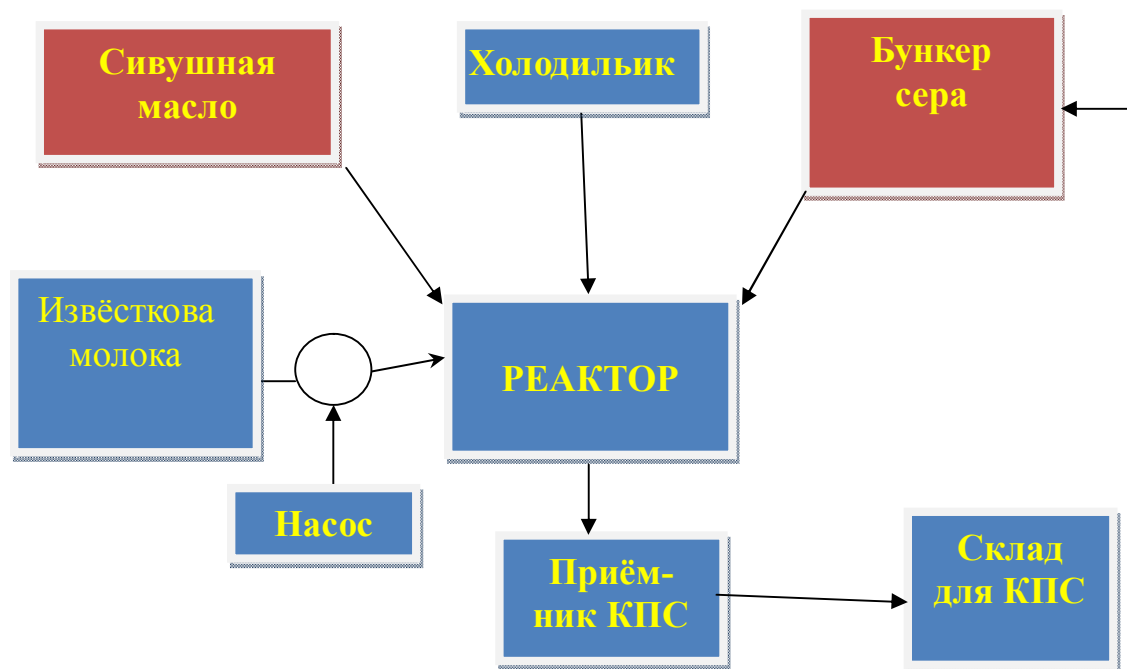 Сивушная
масло
Холодильик
Бункер
сера
Извёсткова
молока
РЕАКТОР
Насос
Приём-
ник КПС
Склад
для КПС